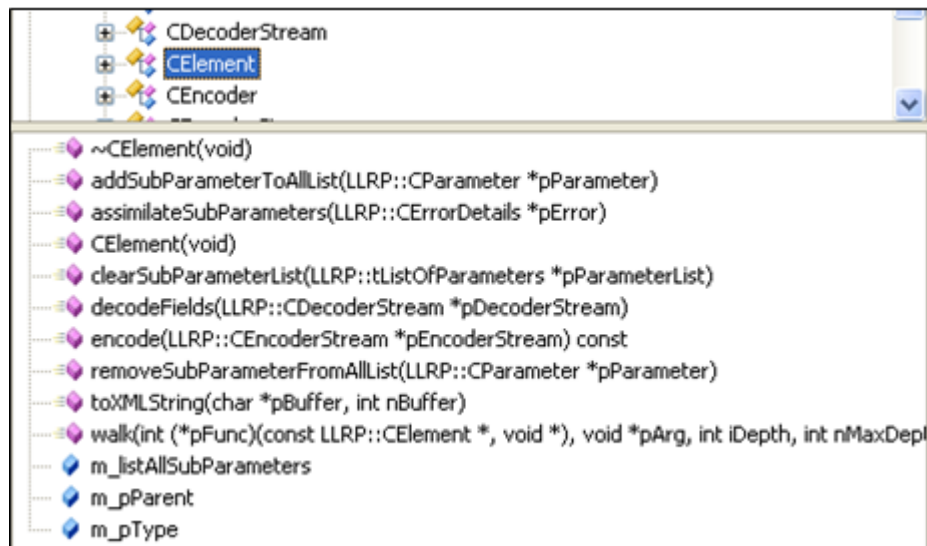 CDecoderStream
CElement
CEncoder
~CElement(void)
addSubParameterToAllList(LLRP::CParameter *pParameter)
assimilateSubParameters(LLRP::CErrorDetails *pError)
CElement(void)
clearSubParameterList(LLRP::tListOfParameters *pParameterList)
decodeFields(LLRP::CDecoderStream *pDecoderStream)
encode(LLRP::CEncoderStream *pEncoderStream) const
removeSubParameterFromAllList(LLRP::CParameter *pParameter)
toXMLString(char *pBuffer, int nBuffer)
walk(int (*pFunc)(const LLRP::CElement *, void *), void *pArg, int iDepth, int
m_listAllSubParameters
m_pParent
m_pType